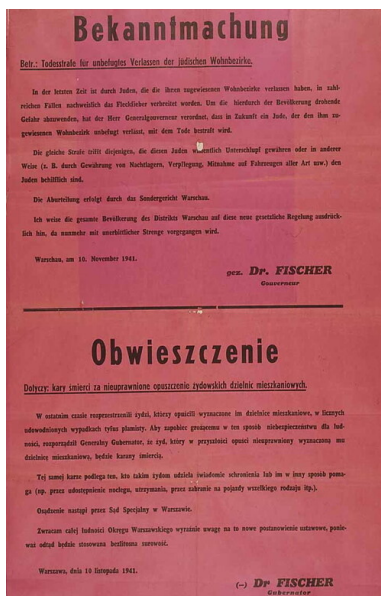 Bekanntmachung
Betr.: Todesstrafe für unbefugtes Verlassen der jüdischen Wohnbezirke.
In der letzten Zeit ist durch Juden, die die ihnen zugewiesenen Wohnbezirke verlassen haben, in zahl-
reichen Fällen nachweislich das Fleckfieber verbreitet worden. Um die hierdurch der Bevölkerung drohende
Gefahr abzuwenden, hat der Herr Generalgouverneur verordnet, dass in Zukunft ein Jude, der den ihm zu-
gewiesenen Wohnbezirk unbefugt verlässt, mit dem Tode bestraft wird.
Die gleiche Strafe trifft diejenigen, die diesen Juden wissentlich Unterschlupf gewähren oder in anderer
Weise (z. B. durch Gewährung von Nachtlagern, Verpflegung, Mitnahme auf Fahrzeugen aller Art usw.) den
Juden behilflich sind.
Die Aburteilung erfolgt durch das Sondergericht Warschau.
Ich weise die gesamte Bevölkerung des Distrikts Warschau auf diese neue gesetzliche Regelung ausdrück-
lich hin, da nunmehr mit unerbittlicher Strenge vorgegangen wird.
Warschau, am 10. November 1941.
gez. Dr. FISCHER
Gouverneur
Obwieszczenie
Dotyczy: kary śmierci za nieuprawnione opuszczenie żydowskich dzielnic mieszkaniowych.
W ostatnim czasie rozprzestrzenili żydzi, którzy opuścili wyznaczone im dzielnice mieszkaniowe, w licznych
udowodnionych wypadkach tyfus plamisty. Aby zapobiec grożącemu w ten sposób niebezpieczeństwu dla lud-
ności, rozporządził Generalny Gubernator, że żyd, który w przyszłości opuści nieuprawniony wyznaczoną mu
dzielnicę mieszkaniową, będzie karany śmiercią.
Tej samej karze podlega ten, kto takim żydom udziela świadomie schronienia lub im w inny sposób poma-
ga (np. przez udostępnienie noclegu, utrzymania, przez zabranie na pojazdy wszelkiego rodzaju itp.).
Osądzenie nastąpi przez Sąd Specjalny w Warszawie.
Zwracam całej ludności Okręgu Warszawskiego wyraźnie uwagę na to nowe postanowienie ustawowe, ponie-
waż odtąd będzie stosowana bezlitosna surowość.
Warszawa, dnia 10 listopada 1941.
(—) Dr FISCHER
Gubernator